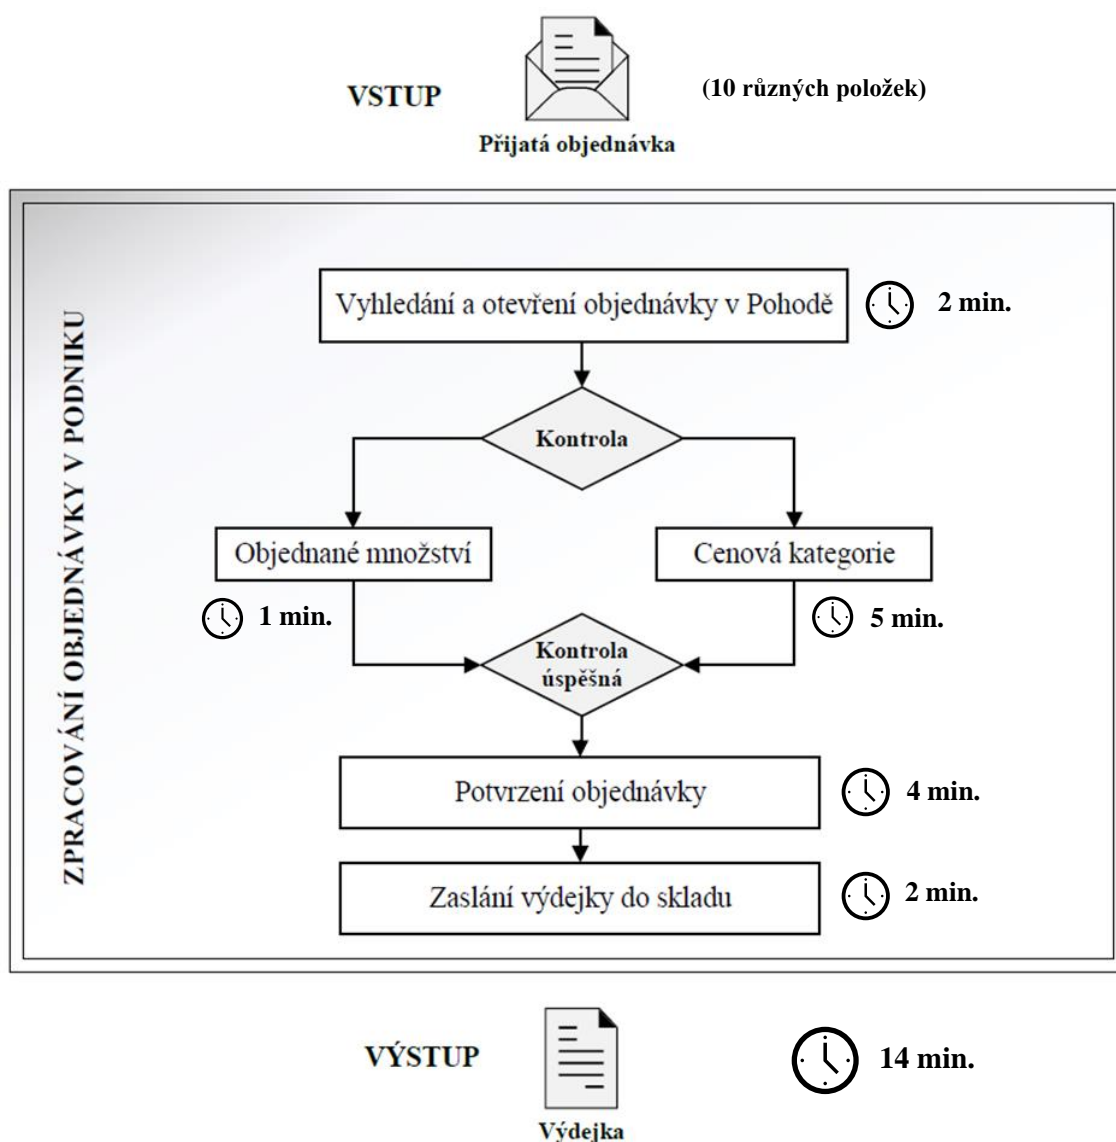 VSTUP
(10 různých položek)
Přijatá objednávka
ZPRACOVÁNÍ OBJEDNÁVKY V PODNIKU
Vyhledání a otevření objednávky v Pohodě
2 min.
Kontrola
Objednané množství
Cenová kategorie
1 min.
5 min.
Kontrola
úspěšná
Potvrzení objednávky
4 min.
Zaslání výdejky do skladu
2 min.
VÝSTUP
14 min.
Výdejka